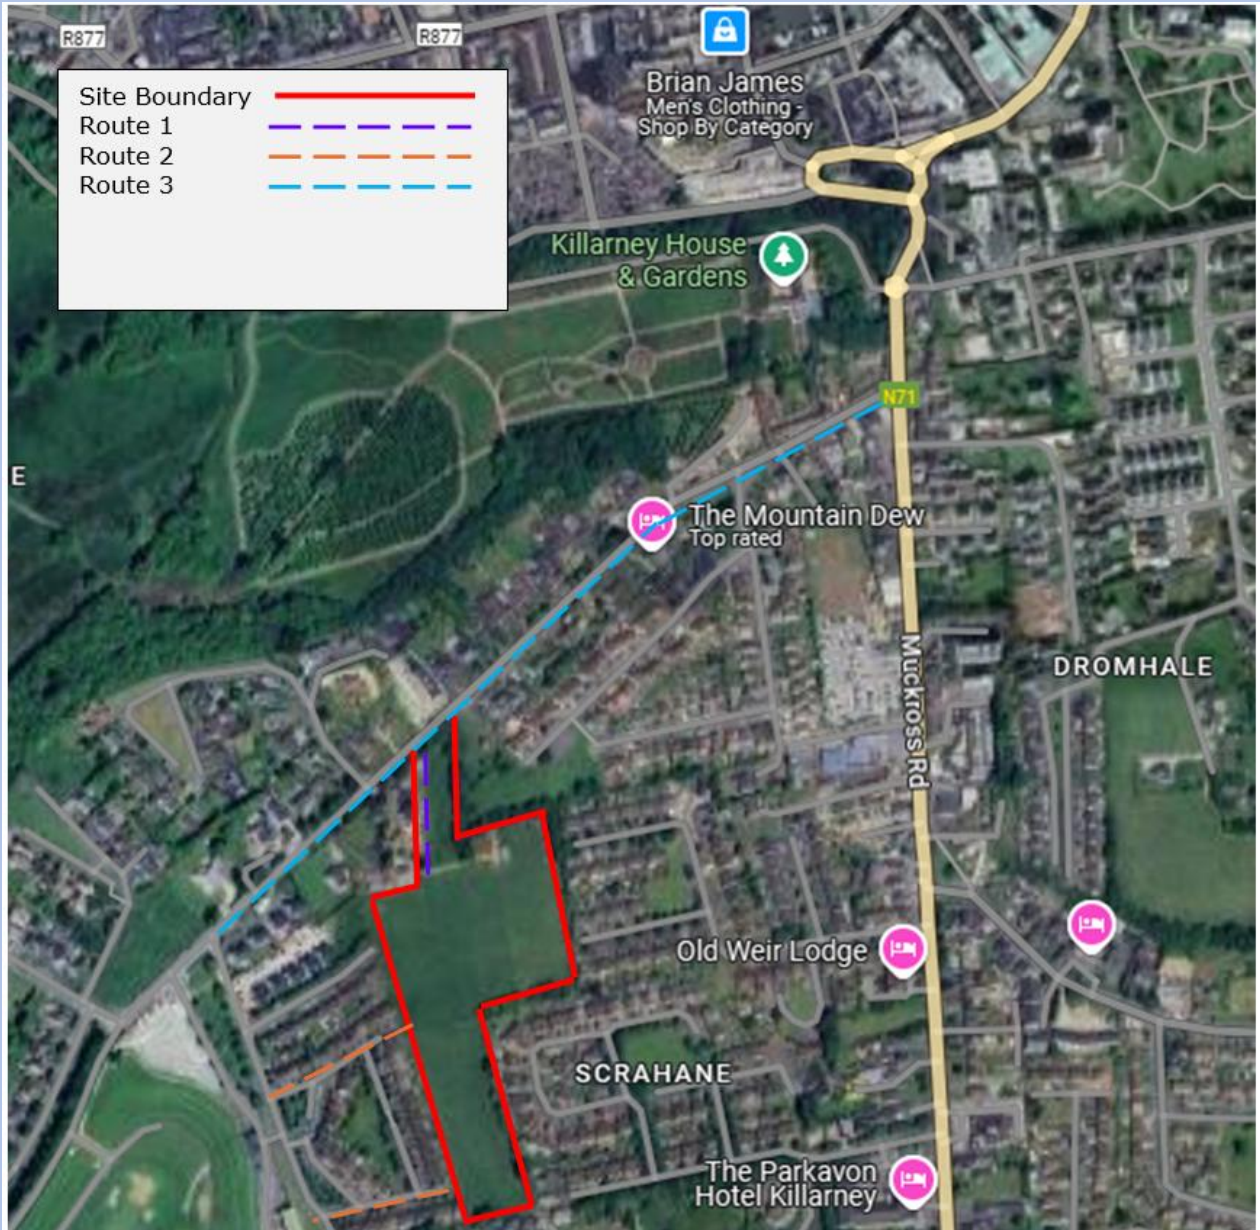 R877
R877
Site Boundary
Route 1
Route 2
Route 3
Brian James
Men's Clothing -
Shop By Category
Killarney House
& Gardens
N71
E
The Mountain Dew
Top rated
Muckross Rd
DROMHALE
Old Weir Lodge
SCRAHANE
The Parkavon
Hotel Killarney